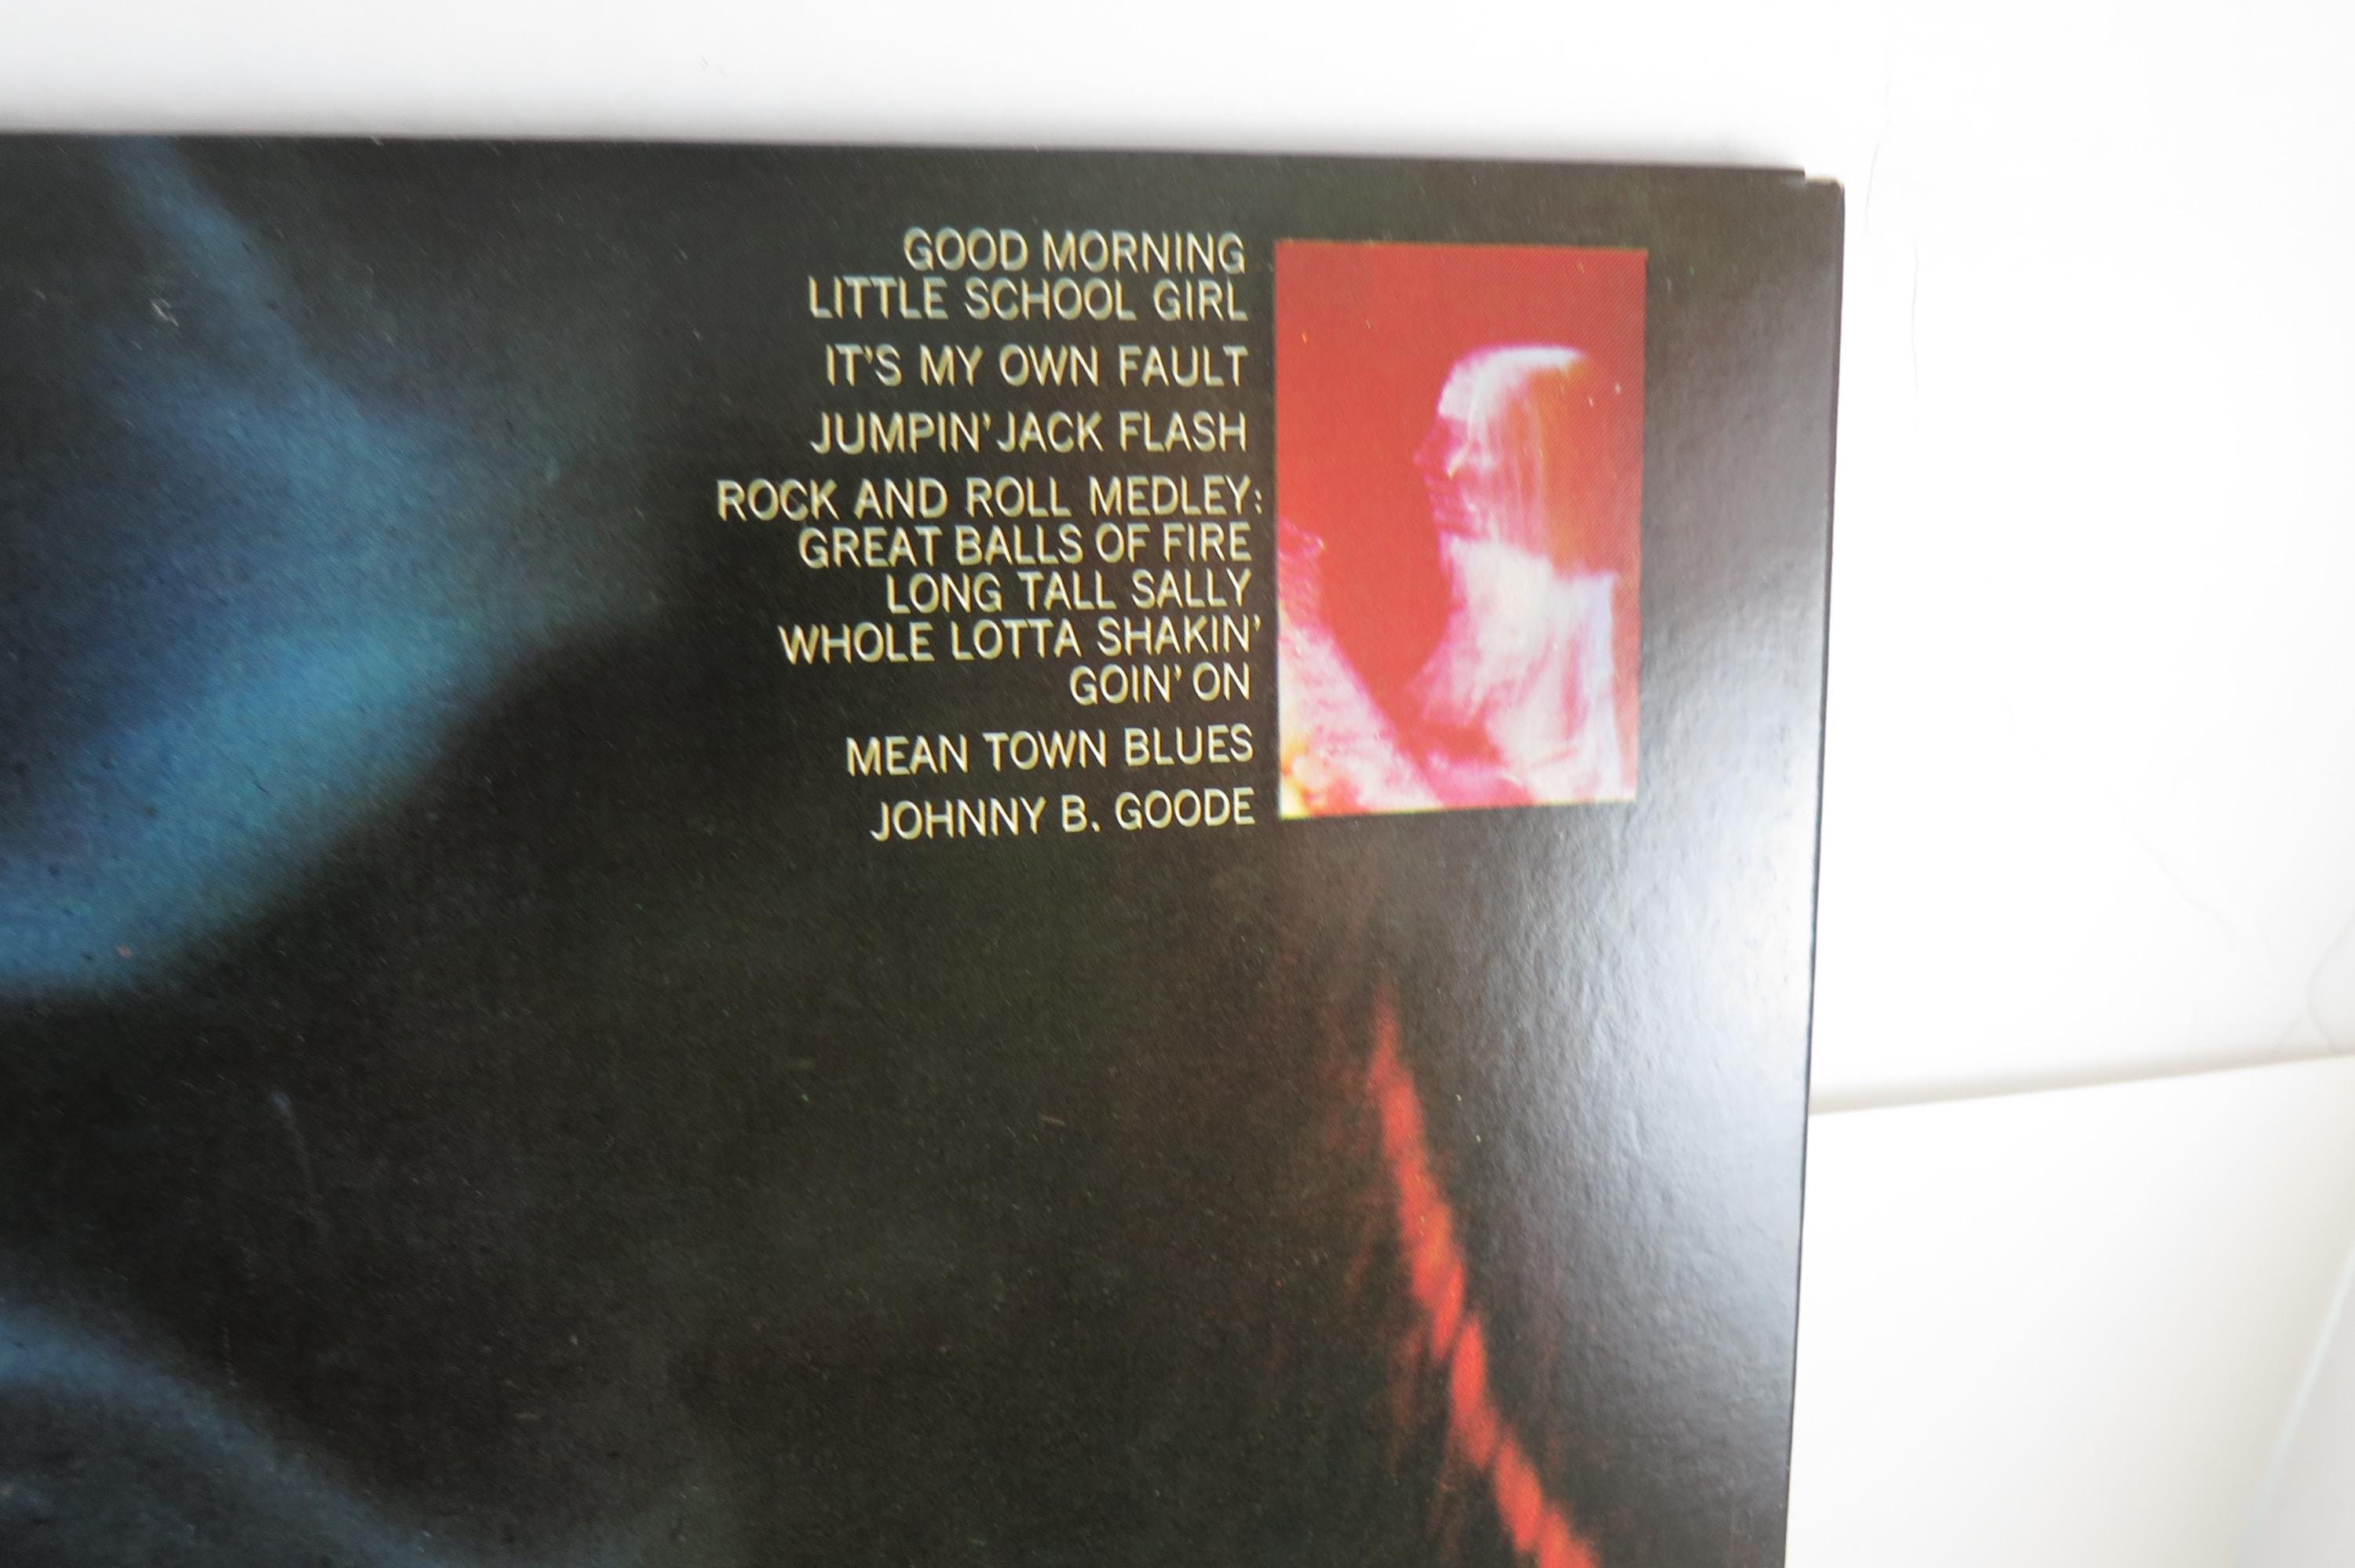 GOOD MORNING
LITTLE SCHOOL GIRL
IT'S MY OWN FAULT
JUMPIN' JACK FLASH
ROCK AND ROLL MEDLEY:
GREAT BALLS OF FIRE
LONG TALL SALLY
WHOLE LOTTA SHAKIN'
GOIN' ON
MEAN TOWN BLUES
JOHNNY B. GOODE